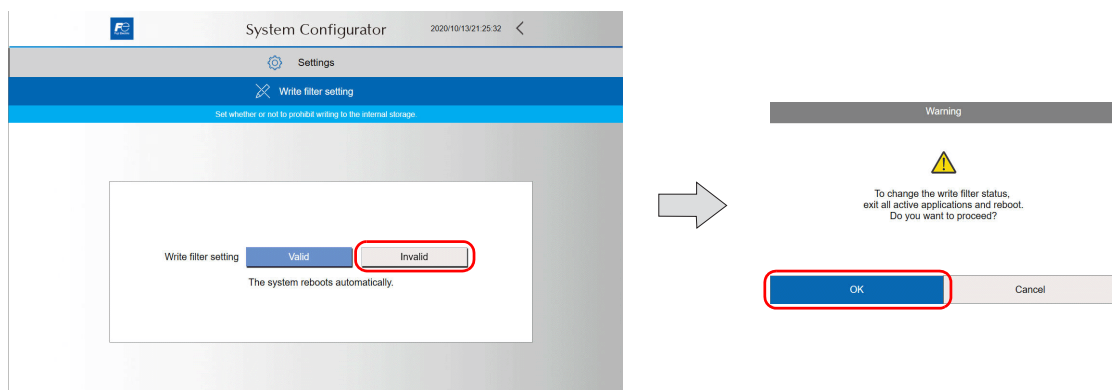 Fe
System Configurator
2020/10/13/21:25:32
Settings
Write filter setting
Set whether or not to prohibit writing to the internal storage.
Write filter setting
Valid
Invalid
The system reboots automatically.
Warning
To change the write filter status,
exit all active applications and reboot.
Do you want to proceed?
OK
Cancel